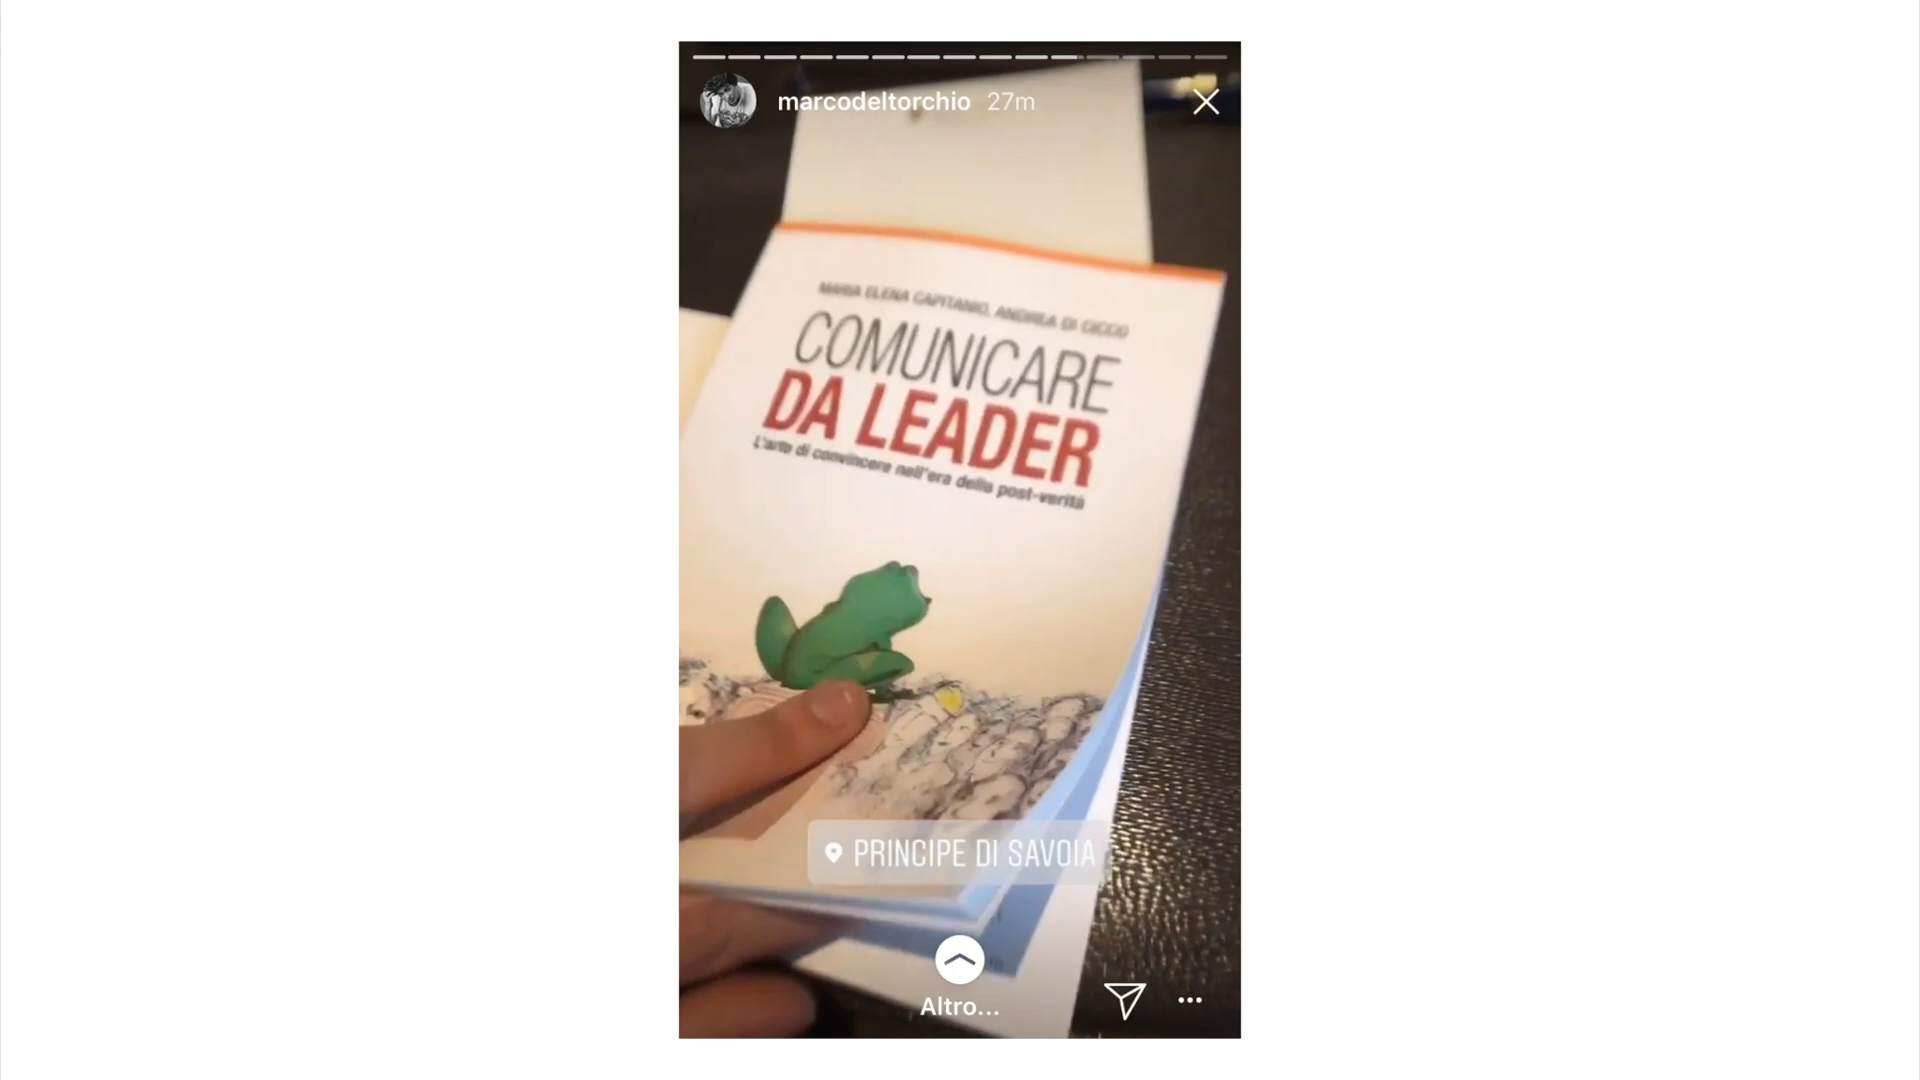 marcodeltorchio 27m
MARIA ELENA CAPITANIO, ANDREA DI CICCO
COMUNICARE
DA LEADER
L'arte di convincere nell'era della post-verità
PRINCIPE DI SAVOIA
Altro...